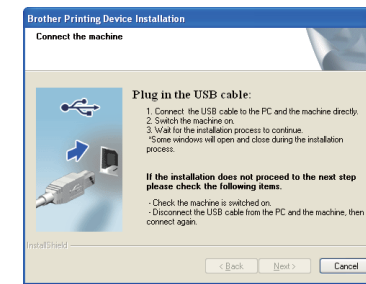 Brother Printing Device Installation
Connect the machine
Plug in the USB cable:
1. Connect the USB cable to the PC and the machine directly.
2. Switch the machine on.
3. Wait for the installation process to continue.
*Some windows will open and close during the installation
process.
If the installation does not proceed to the next step
please check the following items.
- Check the machine is switched on.
- Disconnect the USB cable from the PC and the machine, then
connect again.
InstallShield
< Back
Next >
Cancel